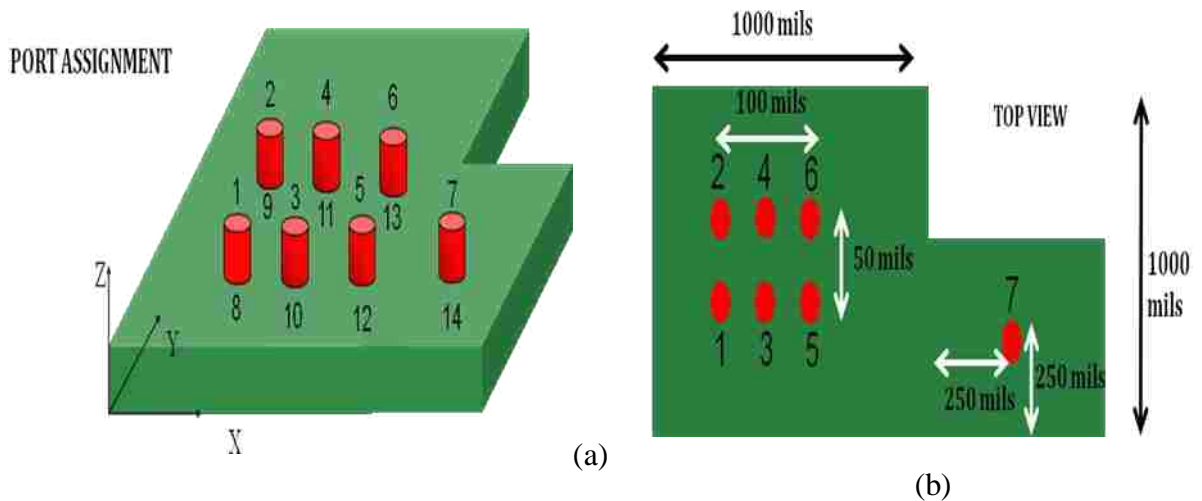 PORT ASSIGNMENT
2 4 6
1 9 3 11 5 13 7
8 10 12 14
Z
Y
X
(a)
1000 mils
100 mils
TOP VIEW
2 4 6
50 mils
1000
mils
1 3 5
7
250 mils
250 mils
(b)